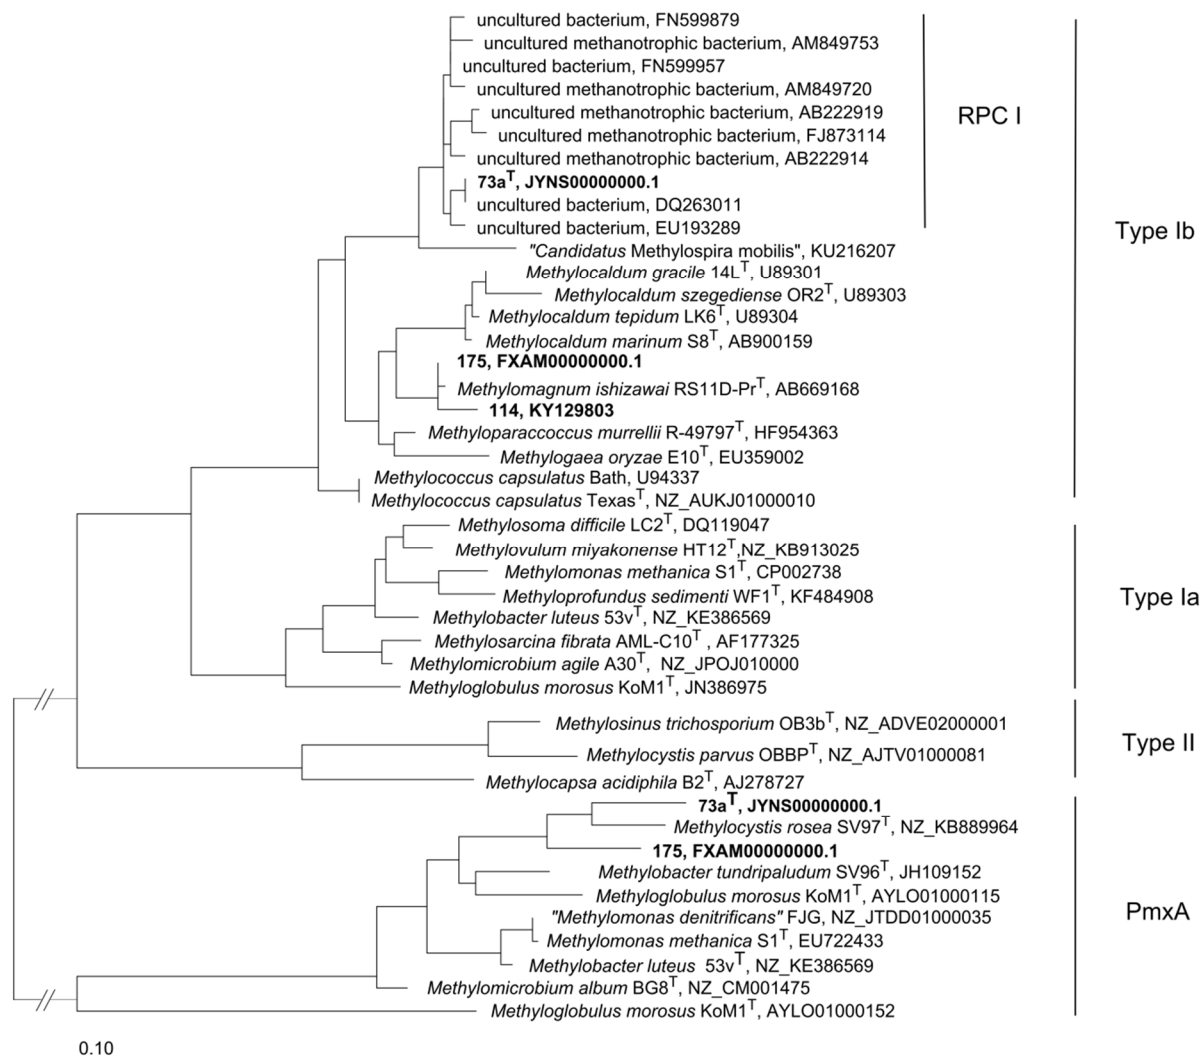 uncultured bacterium, FN599879
uncultured methanotrophic bacterium, AM849753
uncultured bacterium, FN599957
uncultured methanotrophic bacterium, AM849720
uncultured methanotrophic bacterium, AB222919
RPC I
uncultured methanotrophic bacterium, FJ873114
uncultured methanotrophic bacterium, AB222914
73aT, JYNS00000000.1
uncultured bacterium, DQ263011
uncultured bacterium, EU193289
Type Ib
"Candidatus Methylospira mobilis", KU216207
Methylocaldum gracile 14LT, U89301
Methylocaldum szegediense OR2T, U89303
Methylocaldum tepidum LK6T, U89304
Methylocaldum marinum S8T, AB900159
175, FXAM00000000.1
Methylomagnum ishizawai RS11D-PrT, AB669168
114, KY129803
Methyloparaccoccus murrellii R-49797T, HF954363
Methylogaea oryzae E10T, EU359002
Methylococcus capsulatus Bath, U94337
Methylococcus capsulatus TexasT, NZ_AUKJ01000010
Methylosoma difficile LC2T, DQ119047
Methylovulum miyakonense HT12T,NZ_KB913025
Methylomonas methanica S1T, CP002738
Methyloprofundus sedimenti WF1T, KF484908
Type Ia
Methylobacter luteus 53vT, NZ_KE386569
Methylosarcina fibrata AML-C10T , AF177325
Methylomicrobium agile A30T, NZ_JPOJ010000
Methyloglobulus morosus KoM1T, JN386975
Methylosinus trichosporium OB3bT, NZ_ADVE02000001
Type II
Methylocystis parvus OBBPT, NZ_AJTV01000081
Methylocapsa acidiphila B2T, AJ278727
73aT, JYNS00000000.1
Methylocystis rosea SV97T, NZ_KB889964
175, FXAM00000000.1
Methylobacter tundripaludum SV96T, JH109152
Methyloglobulus morosus KoM1T, AYLO01000115
PmxA
"Methylomonas denitrificans" FJG, NZ_JTDD01000035
Methylomonas methanica S1T, EU722433
Methylobacter luteus 53vT, NZ_KE386569
Methylomicrobium album BG8T, NZ_CM001475
Methyloglobulus morosus KoM1T, AYLO01000152
0.10